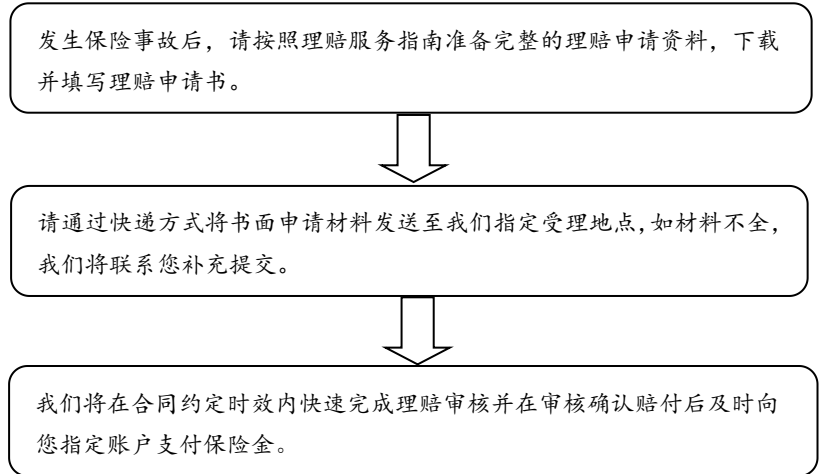 发生保险事故后，请按照理赔服务指南准备完整的理赔申请资料，下载
并填写理赔申请书。
请通过快递方式将书面申请材料发送至我们指定受理地点，如材料不全，
我们将联系您补充提交。
我们将在合同约定时效内快速完成理赔审核并在审核确认赔付后及时向
您指定账户支付保险金。